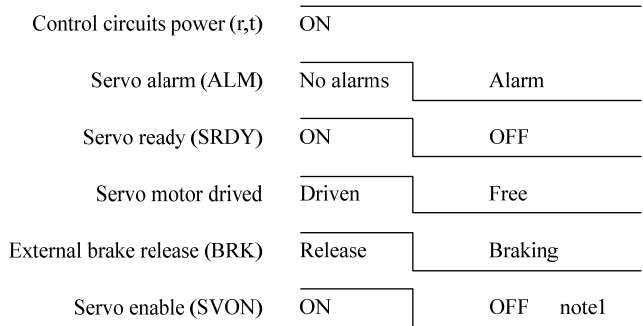 Control circuits power (r,t) ON
Servo alarm (ALM) No alarms Alarm
Servo ready (SRDY) ON OFF
Servo motor drived Driven Free
External brake release (BRK) Release Braking
Servo enable (SVON) ON OFF note1